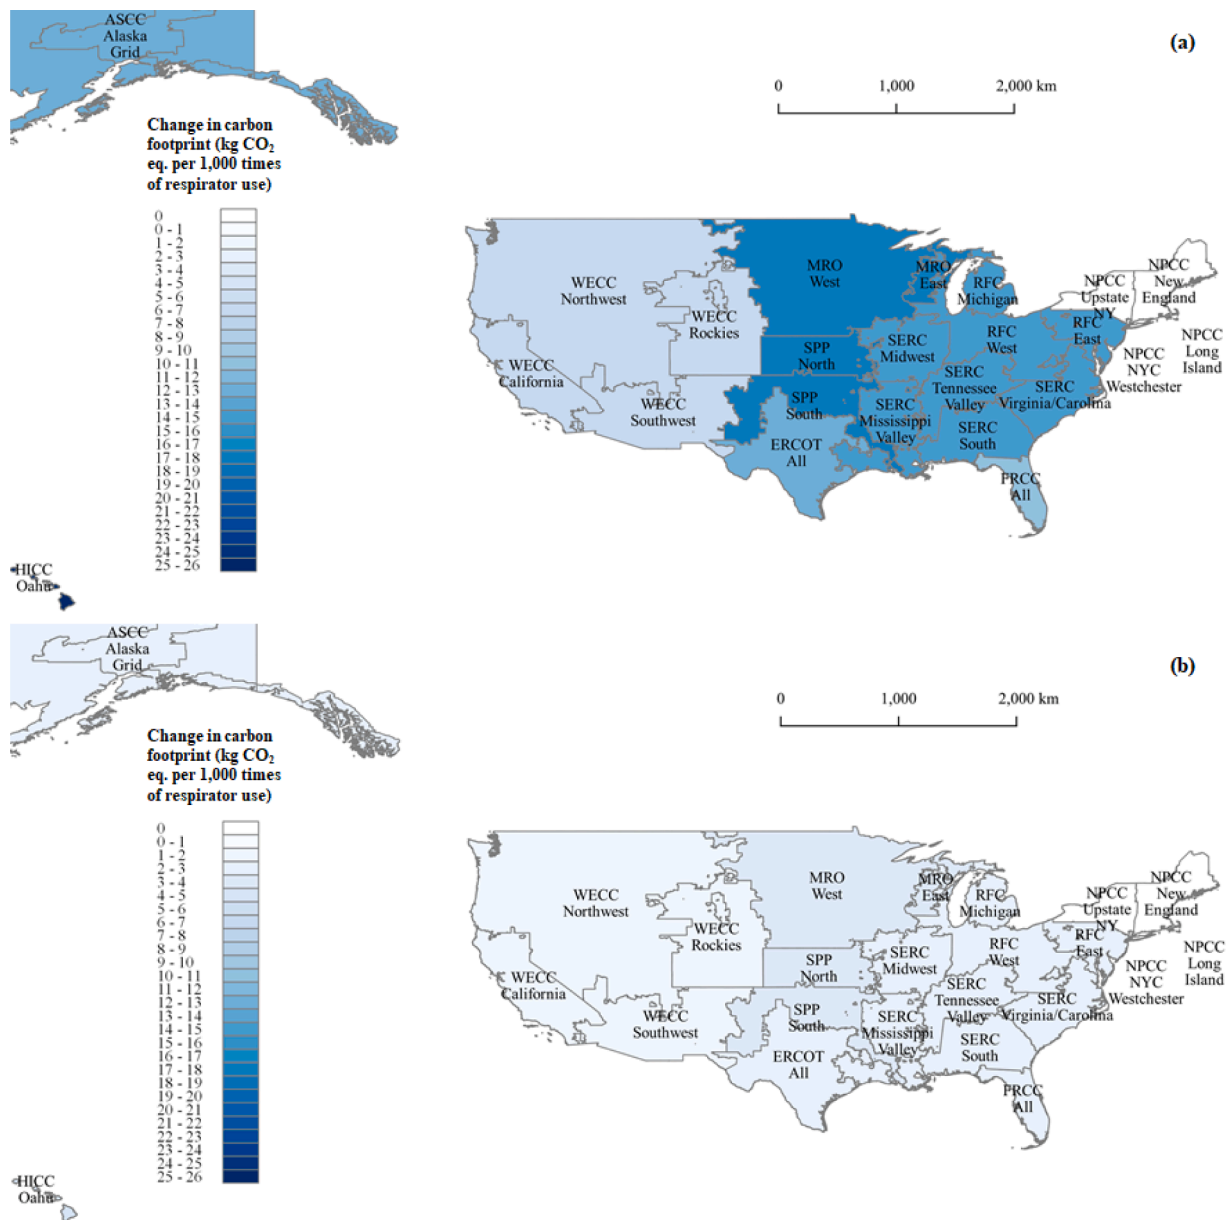 ASCC
Alaska
Grid
(a)
0 1,000 2,000 km
Change in carbon
footprint (kg CO2
eq. per 1,000 times
of respirator use)
0
0 - 1
1 - 2
2 - 3
3 - 4
4 - 5
5 - 6
6 - 7
7 - 8
8 - 9
9 - 10
10 - 11
11 - 12
12 - 13
13 - 14
14 - 15
15 - 16
16 - 17
17 - 18
18 - 19
19 - 20
20 - 21
21 - 22
22 - 23
23 - 24
24 - 25
25 - 26
WECC
Northwest
WECC
Rockies
WECC
California
WECC
Southwest
MRO
West
MRO
East
SPP
North
SPP
South
ERCOT
All
RFC
Michigan
RFC
West
RFC
East
SERC
Midwest
SERC
Tennessee
Valley
SERC
Virginia/Carolina
SERC
Mississippi
Valley
SERC
South
FRCC
All
NPCC
New
England
NPCC
Upstate
NY
NPCC
Long
Island
NPCC
NYC
Westchester
HICC
Oahu
ASCC
Alaska
Grid
(b)
0 1,000 2,000 km
Change in carbon
footprint (kg CO2
eq. per 1,000 times
of respirator use)
0
0 - 1
1 - 2
2 - 3
3 - 4
4 - 5
5 - 6
6 - 7
7 - 8
8 - 9
9 - 10
10 - 11
11 - 12
12 - 13
13 - 14
14 - 15
15 - 16
16 - 17
17 - 18
18 - 19
19 - 20
20 - 21
21 - 22
22 - 23
23 - 24
24 - 25
25 - 26
WECC
Northwest
WECC
Rockies
WECC
California
WECC
Southwest
MRO
West
MRO
East
SPP
North
SPP
South
ERCOT
All
RFC
Michigan
RFC
West
RFC
East
SERC
Midwest
SERC
Tennessee
Valley
SERC
Virginia/Carolina
SERC
Mississippi
Valley
SERC
South
FRCC
All
NPCC
New
England
NPCC
Upstate
NY
NPCC
Long
Island
NPCC
NYC
Westchester
HICC
Oahu